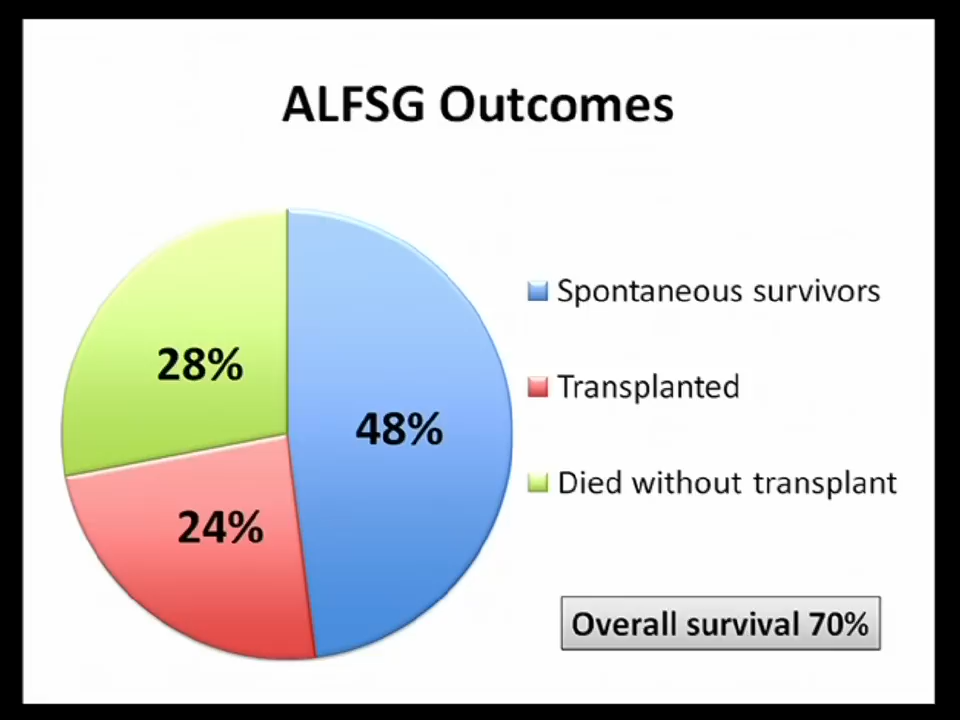 ALFSG Outcomes
28%
48%
24%
Spontaneous survivors
Transplanted
Died without transplant
Overall survival 70%